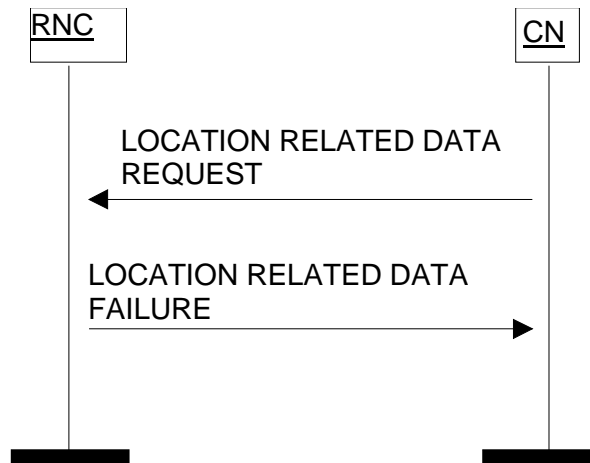 RNC
CN
LOCATION RELATED DATA
REQUEST
LOCATION RELATED DATA
FAILURE